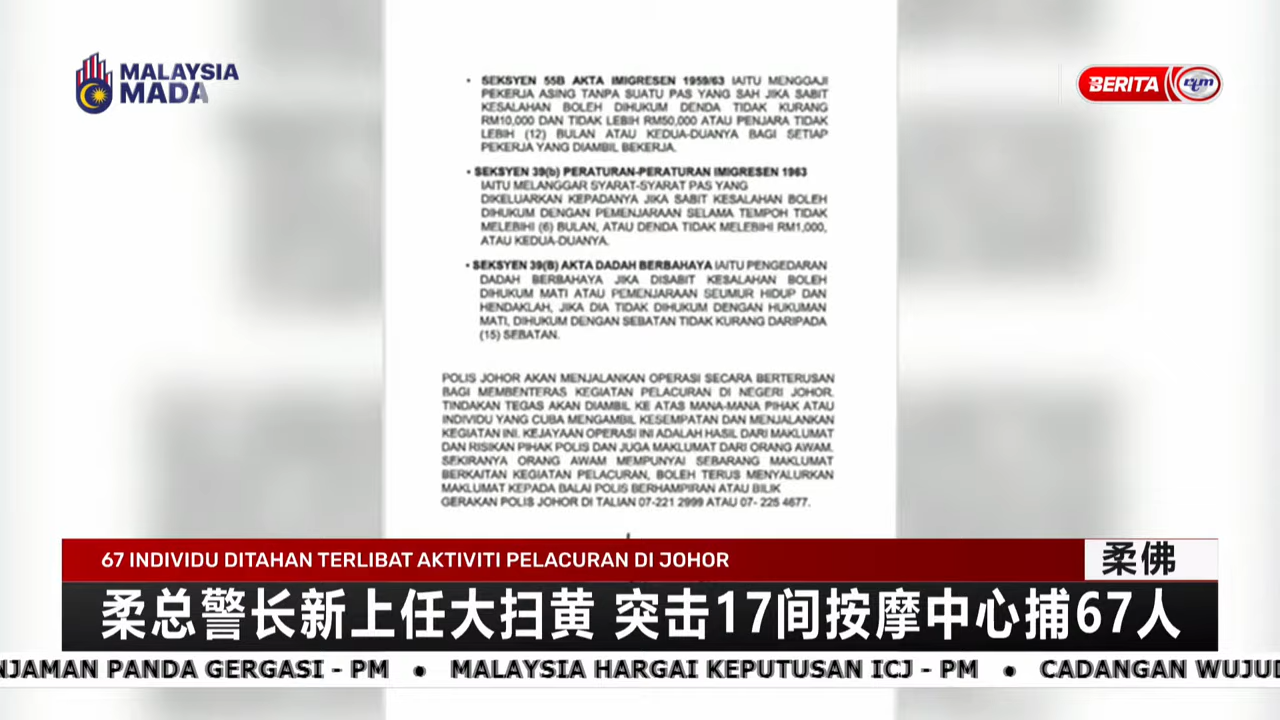 MALAYSIA
MADA
BERITA rtm
• SEKSYEN 55B AKTA IMIGRESEN 1959/63 IAITU MENGGAJI
PEKERJA ASING TANPA SUATU PAS YANG SAH JIKA SABIT
KESALAHAN BOLEH DIHUKUM DENDA TIDAK KURANG
RM10,000 DAN TIDAK LEBIH RM50,000 ATAU PENJARA TIDAK
LEBIH (12) BULAN ATAU KEDUA-DUANYA BAGI SETIAP
PEKERJA YANG DIAMBIL BEKERJA.
• SEKSYEN 39(b) PERATURAN-PERATURAN IMIGRESEN 1963
IAITU MELANGGAR SYARAT-SYARAT PAS YANG
DIKELUARKAN KEPADANYA JIKA SABIT KESALAHAN BOLEH
DIHUKUM DENGAN PEMENJARAAN SELAMA TEMPOH TIDAK
MELEBIHI (6) BULAN, ATAU DENDA TIDAK MELEBIHI RM1,000,
ATAU KEDUA-DUANYA.
• SEKSYEN 39(B) AKTA DADAH BERBAHAYA IAITU PENGEDARAN
DADAH BERBAHAYA JIKA DISABIT KESALAHAN BOLEH
DIHUKUM MATI ATAU PEMENJARAAN SEUMUR HIDUP DAN
HENDAKLAH, JIKA DIA TIDAK DIHUKUM DENGAN HUKUMAN
MATI, DIHUKUM DENGAN SEBATAN TIDAK KURANG DARIPADA
(15) SEBATAN.
POLIS JOHOR AKAN MENJALANKAN OPERASI SECARA BERTERUSAN
BAGI MEMBENTERAS KEGIATAN PELACURAN DI NEGERI JOHOR.
TINDAKAN TEGAS AKAN DIAMBIL KE ATAS MANA-MANA PIHAK ATAU
INDIVIDU YANG CUBA MENGAMBIL KESEMPATAN DAN MENJALANKAN
KEGIATAN INI. KEJAYAAN OPERASI INI ADALAH HASIL DARI MAKLUMAT
DAN RISIKAN PIHAK POLIS DAN JUGA MAKLUMAT DARI ORANG AWAM.
SEKIRANYA ORANG AWAM MEMPUNYAI SEBARANG MAKLUMAT
BERKAITAN KEGIATAN PELACURAN, BOLEH TERUS MENYALURKAN
MAKLUMAT KEPADA BALAI POLIS BERHAMPIRAN ATAU BILIK
GERAKAN POLIS JOHOR DI TALIAN 07-221 2999 ATAU 07- 225 4677.
67 INDIVIDU DITAHAN TERLIBAT AKTIVITI PELACURAN DI JOHOR
柔佛
柔总警长新上任大扫黄 突击17间按摩中心捕67人
NJAMAN PANDA GERGASI - PM • MALAYSIA HARGAI KEPUTUSAN ICJ - PM • CADANGAN WUJUD